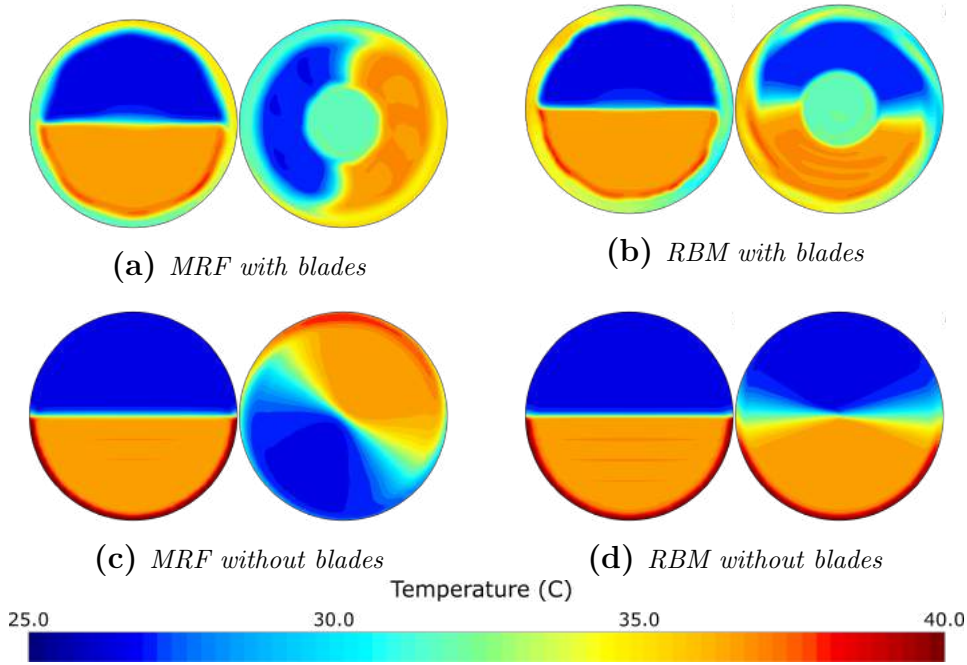 (a) MRF with blades
(b) RBM with blades
(c) MRF without blades
(d) RBM without blades
Temperature (C)
25.0 30.0 35.0 40.0